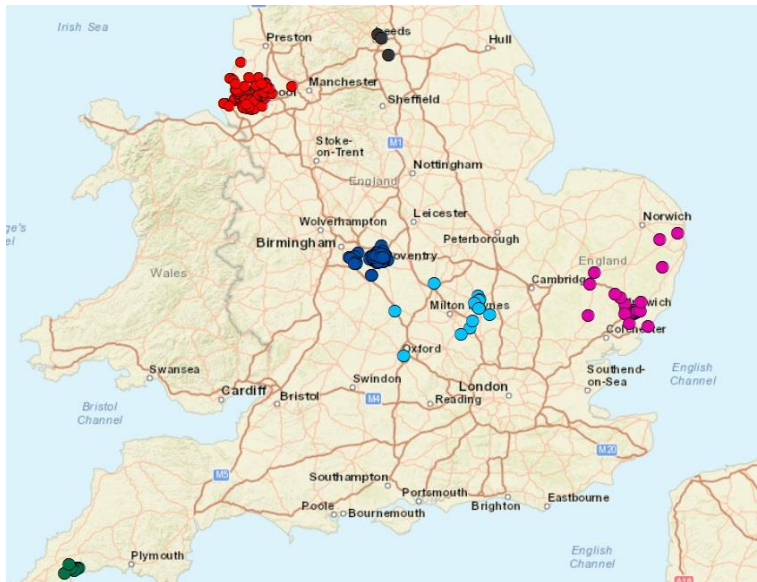 Irish Sea
Preston
Hull
Manchester
Sheffield
Stoke-
on-Trent
M1
Nottingham
England
Norwich
Wolverhampton
Leicester
Birmingham
Peterborough
England
Wales
Cambridge
Milton
Colchester
Oxford
English
Channel
Swansea
Swindon
London
Southend-
on-Sea
Cardiff
Bristol
M4
Reading
Bristol
Channel
M5
M20
Southampton
Portsmouth
Brighton
Eastbourne
Poole
Bournemouth
Plymouth
English
Channel